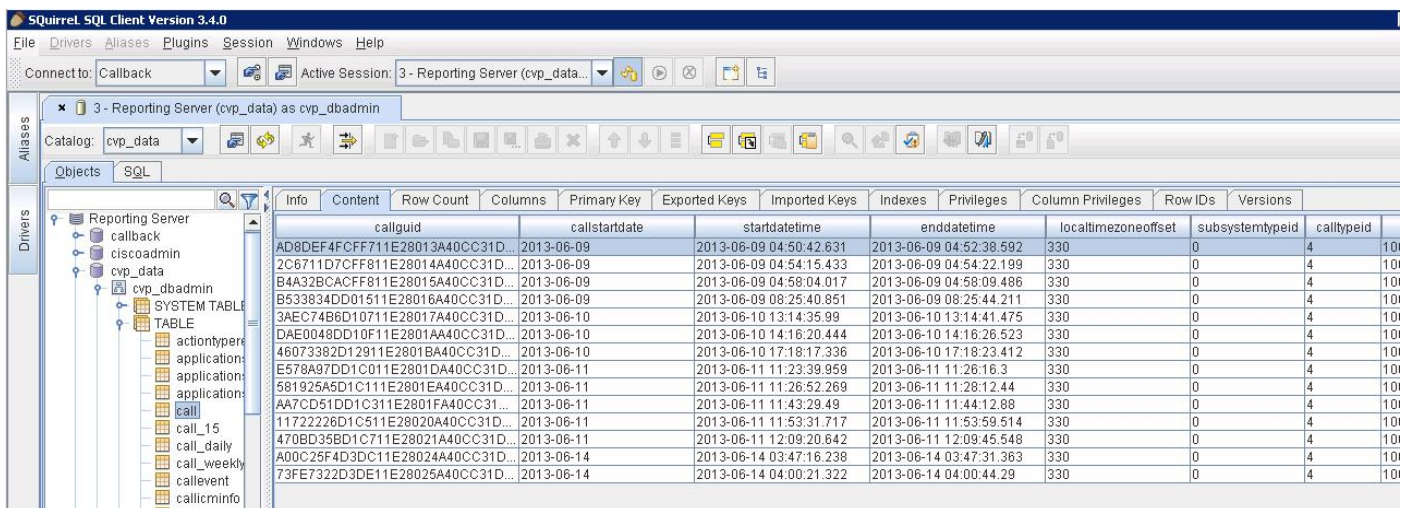 SQuirreL SQL Client Version 3.4.0
File Drivers Aliases Plugins Session Windows Help
Connect to: Callback Active Session: 3 - Reporting Server (cvp_data...
Aliases
Drivers
3 - Reporting Server (cvp_data) as cvp_dbadmin
Catalog: cvp_data
Objects SQL
Reporting Server
callback
ciscoadmin
cvp_data
cvp_dbadmin
SYSTEM TABLE
TABLE
actiontypere
application
application
application
call
call_15
call_daily
call_weekly
callevent
callicminfo
Info Content Row Count Columns Primary Key Exported Keys Imported Keys Indexes Privileges Column Privileges Row IDs Versions
callguid callstartdate startdatetime enddatetime localtimezoneoffset subsystemtypeid calltypeid
AD8DEF4FCFF711E28013A40CC31D... 2013-06-09 2013-06-09 04:50:42.631 2013-06-09 04:52:38.592 330 0 4 10
2C6711D7CFF811E28014A40CC31D... 2013-06-09 2013-06-09 04:54:15.433 2013-06-09 04:54:22.199 330 0 4 10
B4A32BCACFF811E28015A40CC31D... 2013-06-09 2013-06-09 04:58:04.017 2013-06-09 04:58:09.486 330 0 4 10
B533834DD01511E28016A40CC31D... 2013-06-09 2013-06-09 08:25:40.851 2013-06-09 08:25:44.211 330 0 4 10
3AEC74B6D10711E28017A40CC31D... 2013-06-10 2013-06-10 13:14:35.99 2013-06-10 13:14:41.475 330 0 4 10
DAE0048DD10F11E2801AA40CC31D... 2013-06-10 2013-06-10 14:16:20.444 2013-06-10 14:16:26.523 330 0 4 10
46073382D12911E2801BA40CC31D... 2013-06-10 2013-06-10 17:18:17.336 2013-06-10 17:18:23.412 330 0 4 10
E578A97DD1C011E2801DA40CC31D... 2013-06-11 2013-06-11 11:23:39.959 2013-06-11 11:26:16.3 330 0 4 10
581925A5D1C111E2801EA40CC31D... 2013-06-11 2013-06-11 11:26:52.269 2013-06-11 11:28:12.44 330 0 4 10
AA7CD51DD1C311E2801FA40CC31... 2013-06-11 2013-06-11 11:43:29.49 2013-06-11 11:44:12.88 330 0 4 10
11722226D1C511E28020A40CC31D... 2013-06-11 2013-06-11 11:53:31.717 2013-06-11 11:53:59.514 330 0 4 10
470BD35BD1C711E28021A40CC31D... 2013-06-11 2013-06-11 12:09:20.642 2013-06-11 12:09:45.548 330 0 4 10
A00C25F4D3DC11E28024A40CC31D... 2013-06-14 2013-06-14 03:47:16.238 2013-06-14 03:47:31.363 330 0 4 10
73FE7322D3DE11E28025A40CC31D... 2013-06-14 2013-06-14 04:00:21.322 2013-06-14 04:00:44.29 330 0 4 10